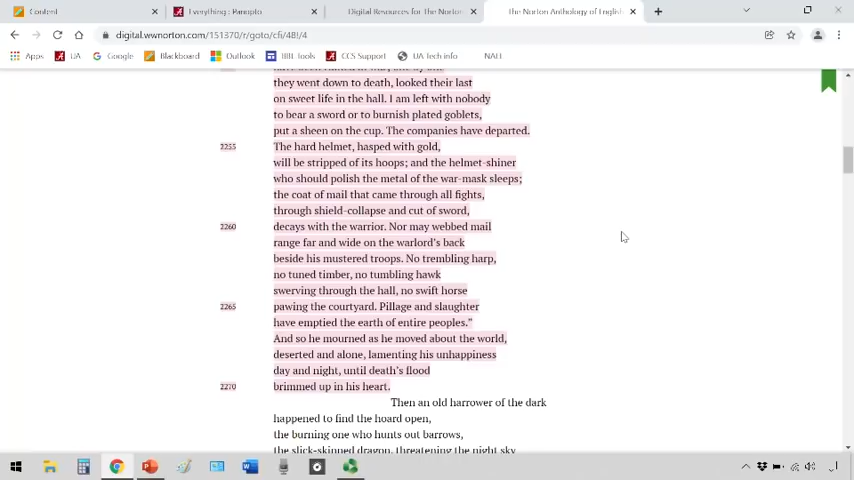 Content
Everything : Panopto
Digital Resources for the Norton
The Norton Anthology of English
digital.wwnorton.com/151370/r/goto/cfi/48!/4
Apps UA Google Blackboard Outlook CCS Support UA Tech info
they went down to death, looked their last
on sweet life in the hall. I am left with nobody
to bear a sword or to burnish plated goblets,
put a sheen on the cup. The companies have departed.
2255 The hard helmet, hasped with gold,
will be stripped of its hoops; and the helmet-shiner
who should polish the metal of the war-mask sleeps;
the coat of mail that came through all fights,
through shield-collapse and cut of sword,
2260 decays with the warrior. Nor may webbed mail
range far and wide on the warlord's back
beside his mustered troops. No trembling harp,
no tuned timber, no tumbling hawk
swerving through the hall, no swift horse
2265 pawing the courtyard. Pillage and slaughter
have emptied the earth of entire peoples."
And so he mourned as he moved about the world,
deserted and alone, lamenting his unhappiness
day and night, until death's flood
2270 brimmed up in his heart.
Then an old harrower of the dark
happened to find the hoard open,
the burning one who hunts out barrows,
the slick-skinned dragon, threatening the night sky